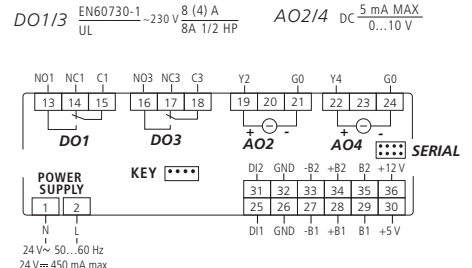 DO1/3 EN60730-1 UL ~230 V 8 (4) A 8A 1/2 HP AO2/4 DC 5 mA MAX 0...10 V
NO1 NC1 C1 NO3 NC3 C3 Y2 G0 Y4 G0
13 14 15 16 17 18 19 20 21 22 23 24
DO1 DO3 + - AO2 + - AO4
SERIAL
POWER SUPPLY KEY
DI2 GND -B2 +B2 B2 +12 V
31 32 33 34 35 36
1 2 25 26 27 28 29 30
N L DI1 GND -B1 +B1 B1 +5 V
24 V~ 50...60 Hz
24 V⎓ 450 mA max